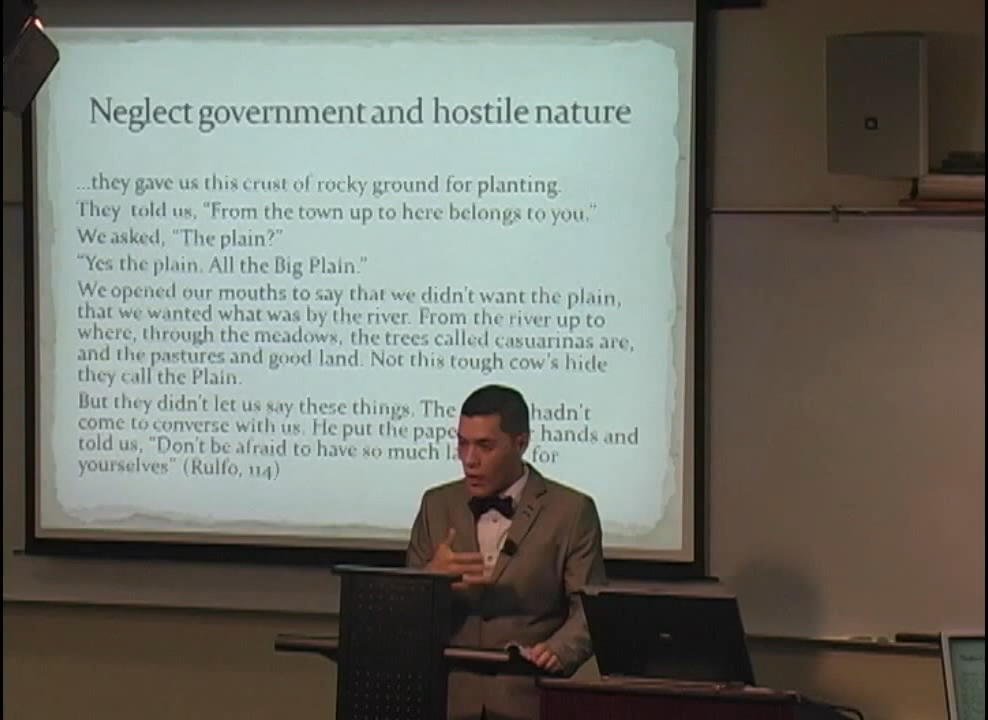 Neglect government and hostile nature
...they gave us this crust of rocky ground for planting.
They told us, "From the town up to here belongs to you."
We asked, "The plain?"
"Yes the plain. All the Big Plain."
We opened our mouths to say that we didn't want the plain,
that we wanted what was by the river. From the river up to
where, through the meadows, the trees called casuarinas are,
and the pastures and good land. Not this tough cow's hide
they call the Plain.
But they didn't let us say these things. The hadn't
come to converse with us. He put the hands and
told us, "Don't be afraid to have so much for
yourselves" (Rulfo, 114)